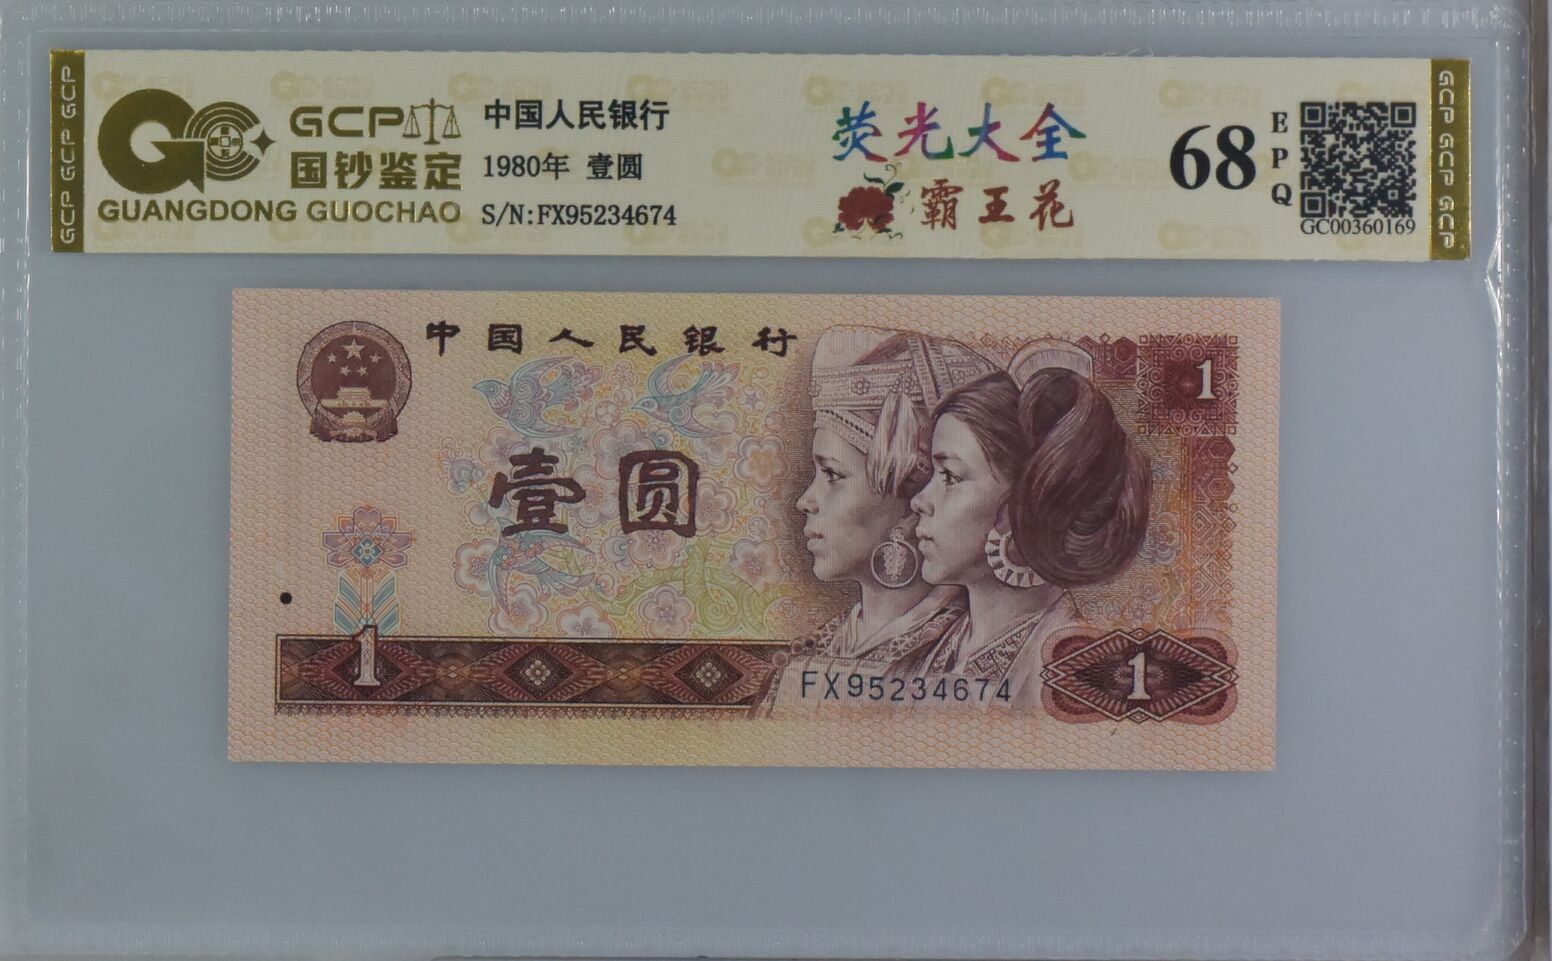 GCP GCP GCP
GCP
国钞鉴定
GUANGDONG GUOCHAO
中国人民银行
1980年 壹圆
S/N:FX95234674
荧光大全
霸王花
68
EPQ
GC00360169
GCP GCP GCP
中国人民银行
1
壹圆
1
FX95234674
1